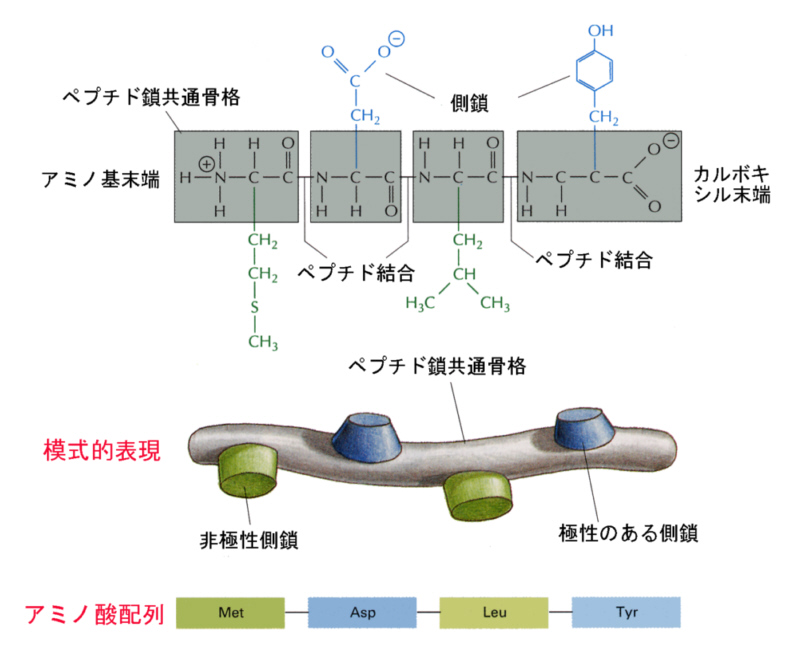 OH
O O⊖
C
CH₂
側鎖
CH₂
ペプチド鎖共通骨格
アミノ基末端
H H O H H O⊖
H N⊕ C C N C C N C C N C C C
H N H O H H O
カルボキ
シル末端
CH₂
CH₂
S
CH₃
ペプチド結合
CH₂
CH
H₃C CH₃
ペプチド結合
ペプチド鎖共通骨格
模式的表現
非極性側鎖
極性のある側鎖
アミノ酸配列
Met
Asp
Leu
Tyr